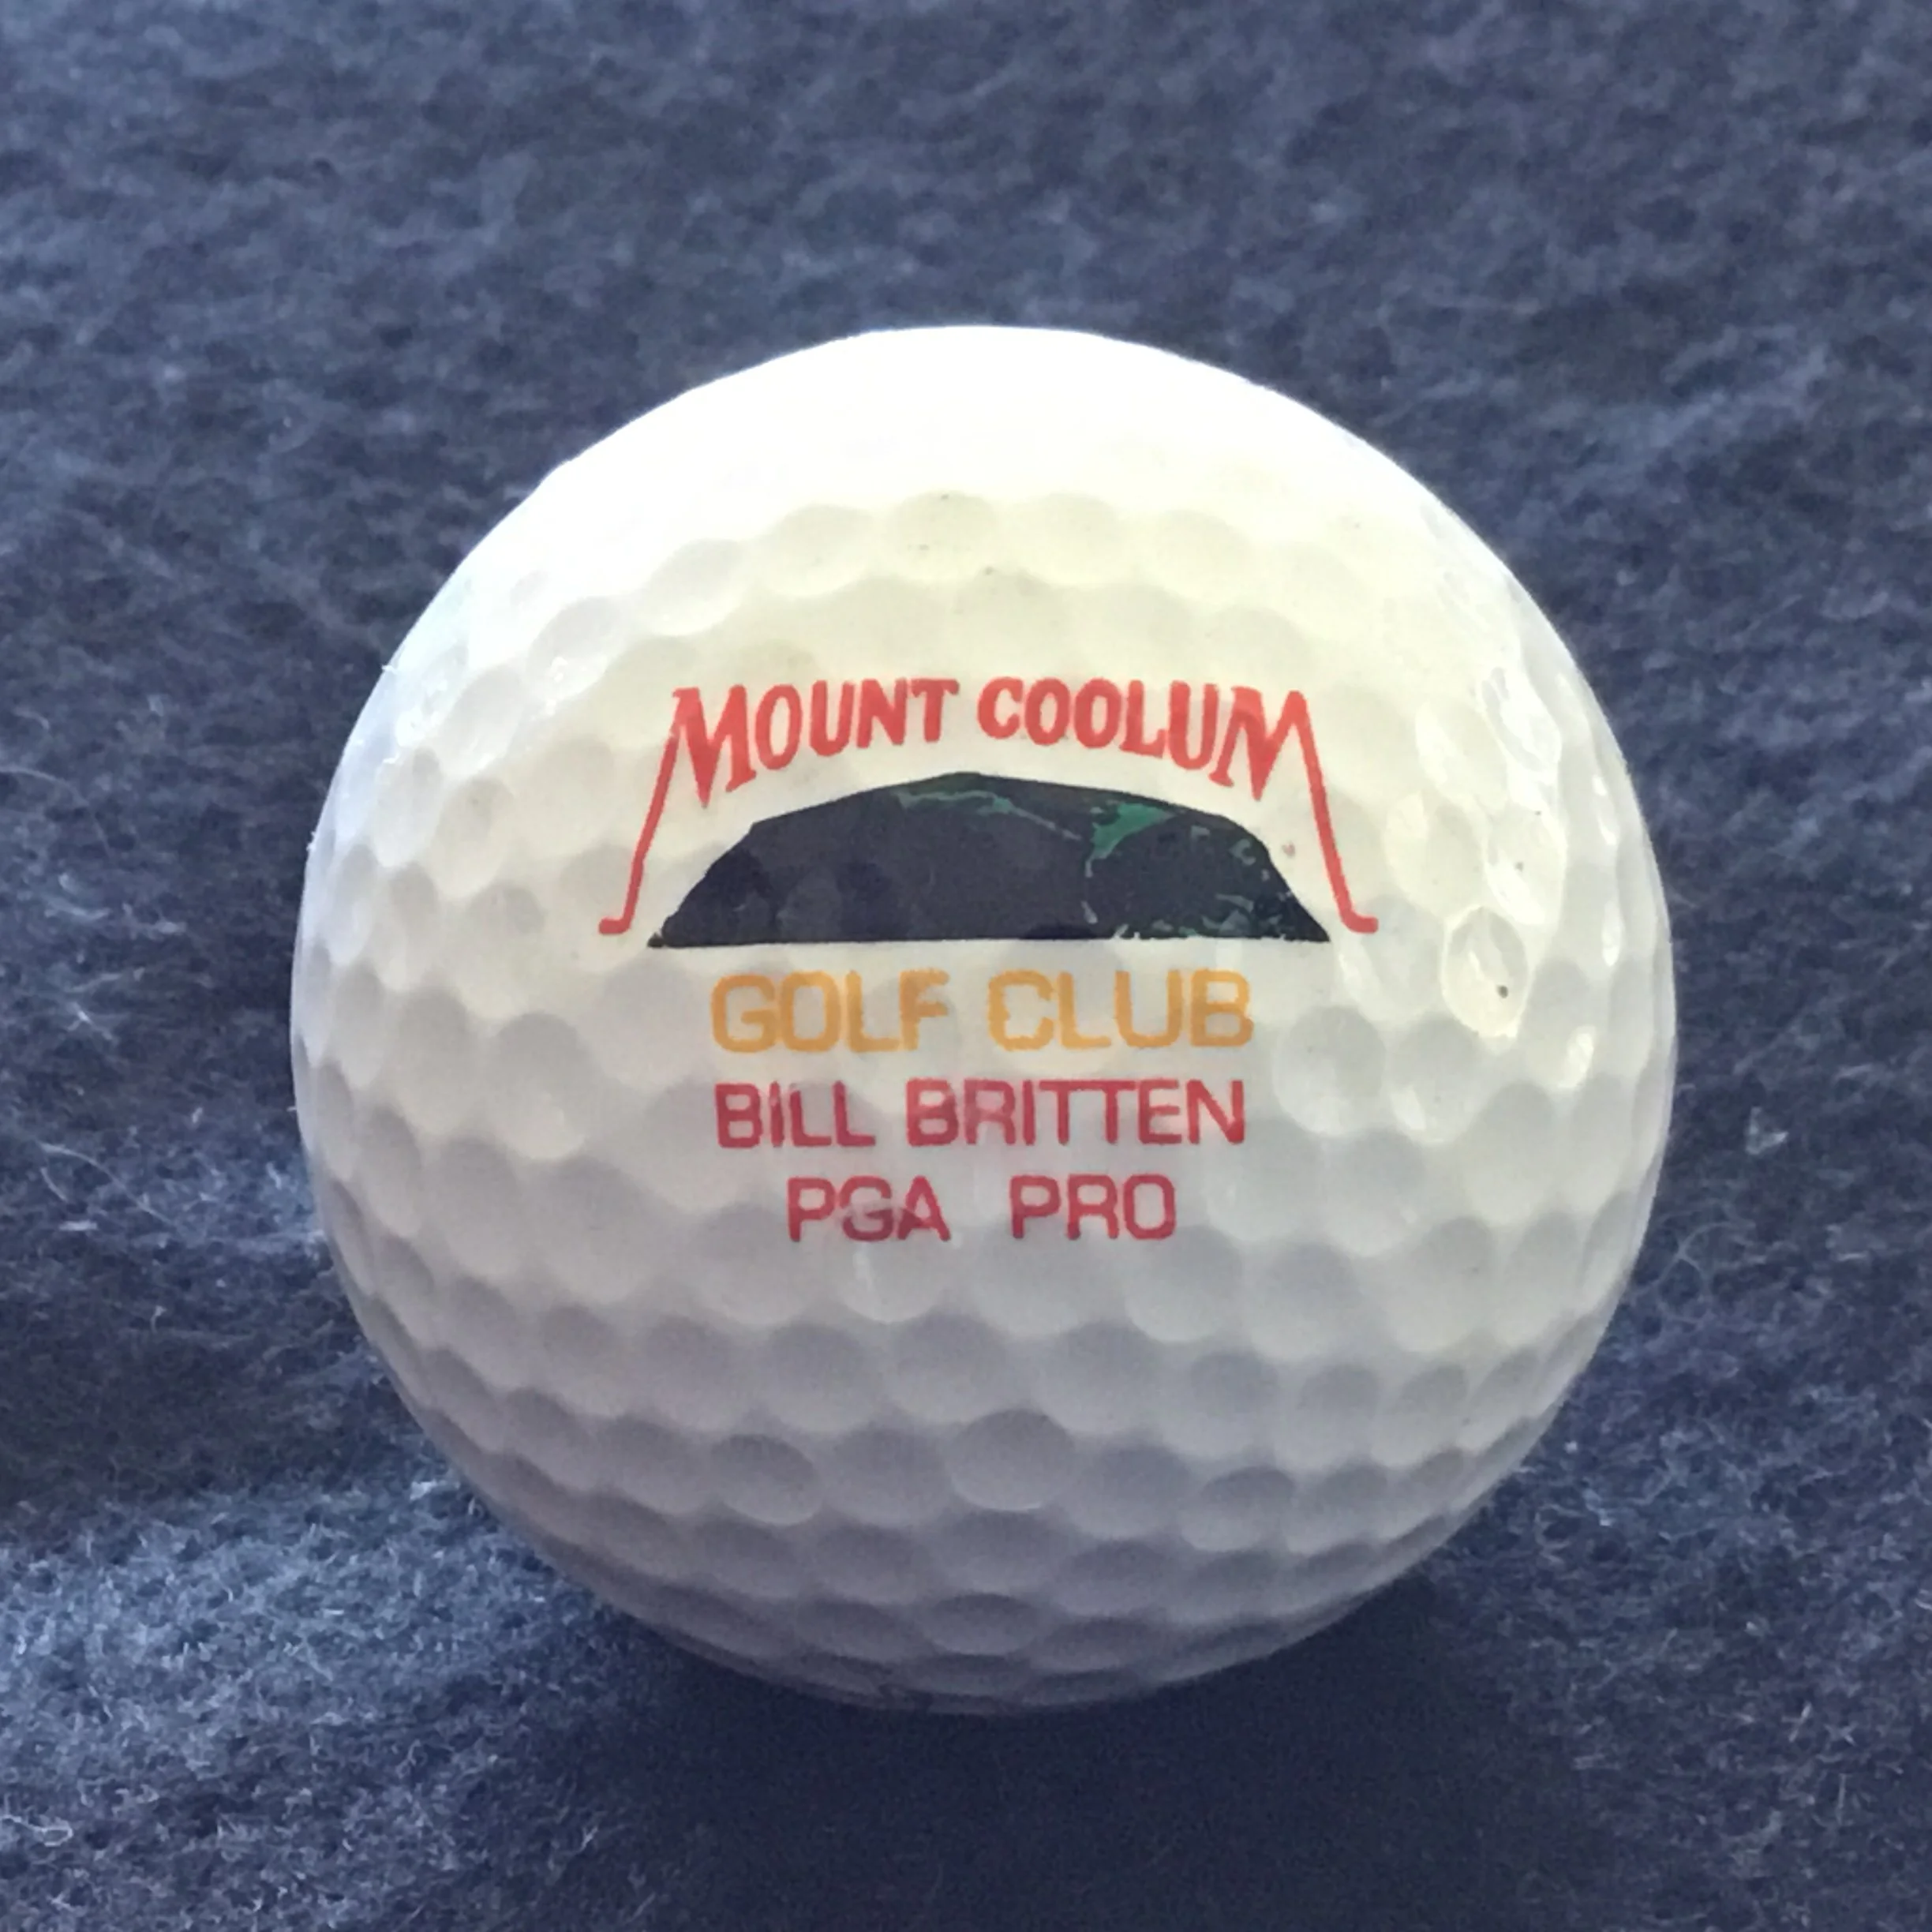 MOUNT COOLUM
GOLF CLUB
BILL BRITTEN
PGA PRO